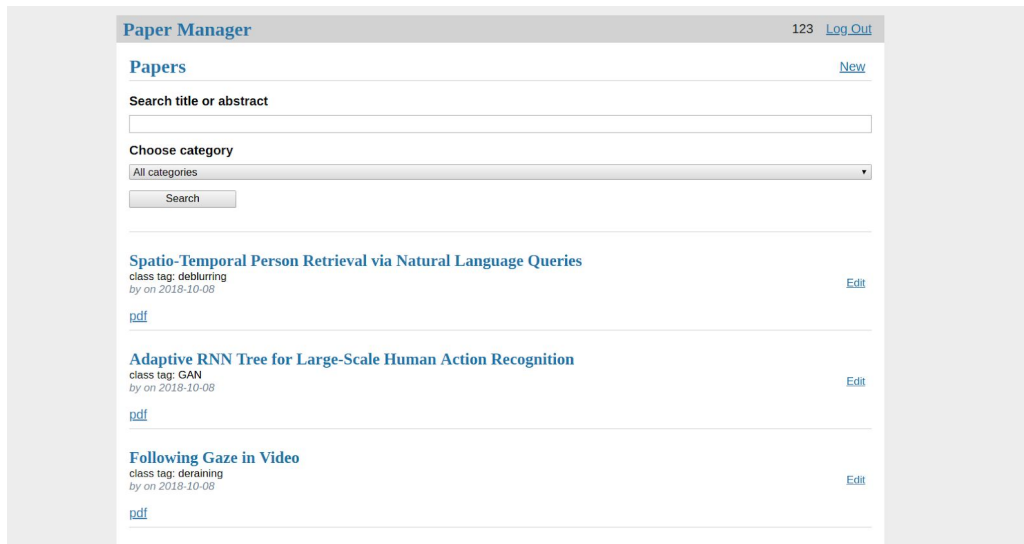 Paper Manager 123 Log Out
Papers New
Search title or abstract
Choose category
All categories
Search
Spatio-Temporal Person Retrieval via Natural Language Queries
class tag: deblurring
by on 2018-10-08
Edit
pdf
Adaptive RNN Tree for Large-Scale Human Action Recognition
class tag: GAN
by on 2018-10-08
Edit
pdf
Following Gaze in Video
class tag: deraining
by on 2018-10-08
Edit
pdf